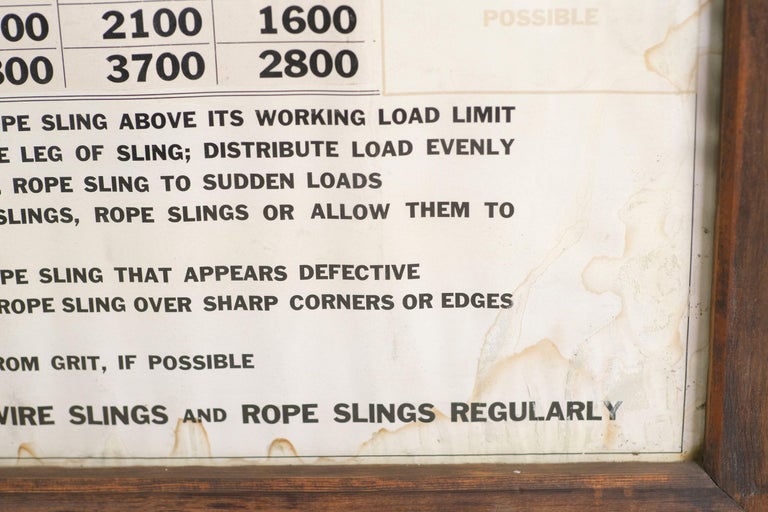 00 2100 1600
300 3700 2800
POSSIBLE
PE SLING ABOVE ITS WORKING LOAD LIMIT
E LEG OF SLING; DISTRIBUTE LOAD EVENLY
, ROPE SLING TO SUDDEN LOADS
SLINGS, ROPE SLINGS OR ALLOW THEM TO
PE SLING THAT APPEARS DEFECTIVE
ROPE SLING OVER SHARP CORNERS OR EDGES
ROM GRIT, IF POSSIBLE
WIRE SLINGS AND ROPE SLINGS REGULARLY